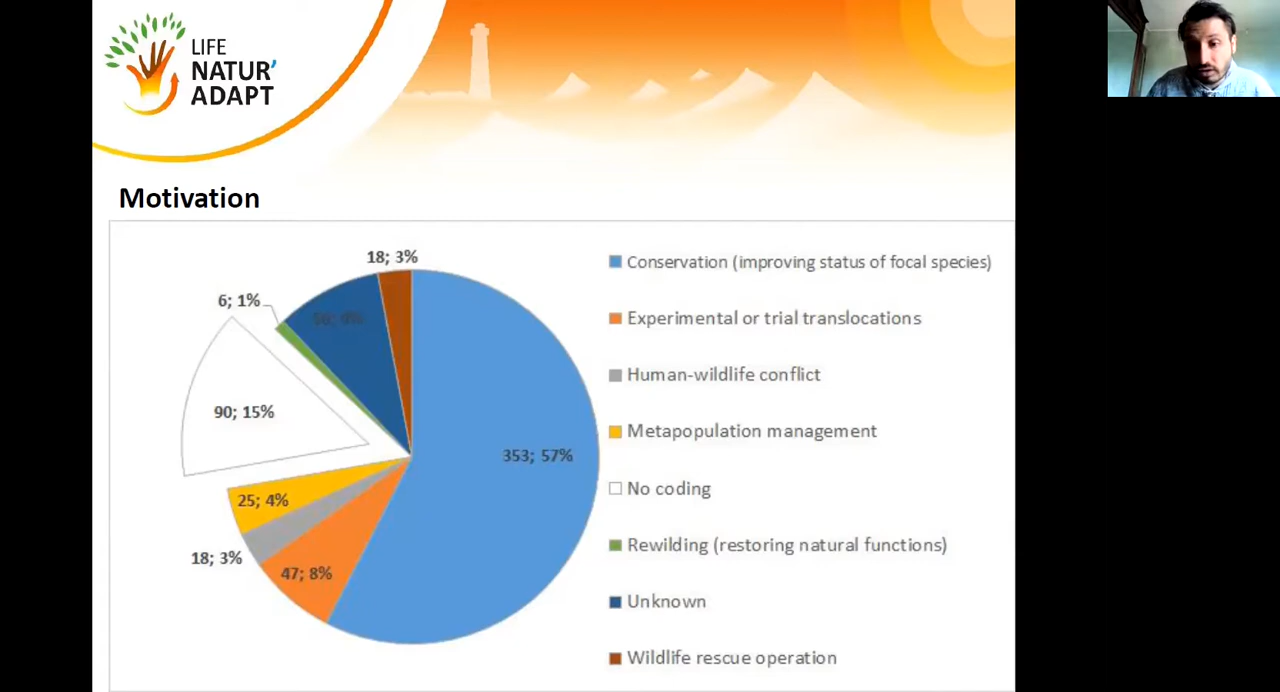 LIFE
NATUR'
ADAPT
Motivation
18; 3%
6; 1%
90; 15%
353; 57%
25; 4%
18; 3%
47; 8%
Conservation (improving status of focal species)
Experimental or trial translocations
Human-wildlife conflict
Metapopulation management
No coding
Rewilding (restoring natural functions)
Unknown
Wildlife rescue operation